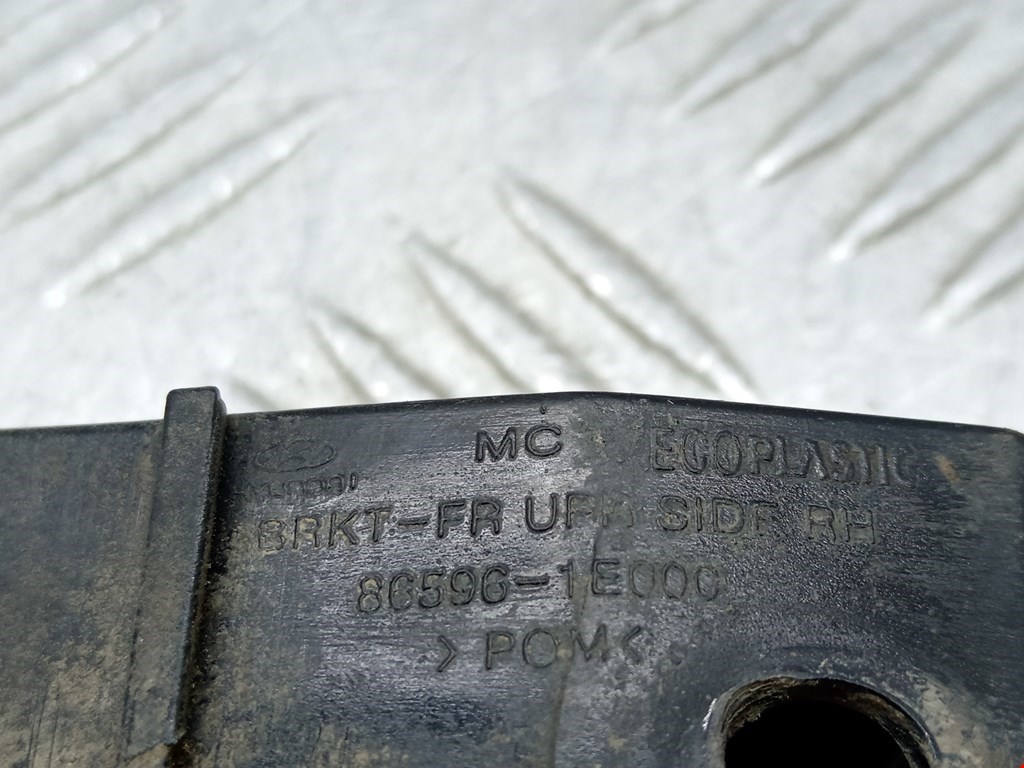 MC ECOPLASTIC
BRKT-FR UPR SIDE RH
86596-1E000
>POM<